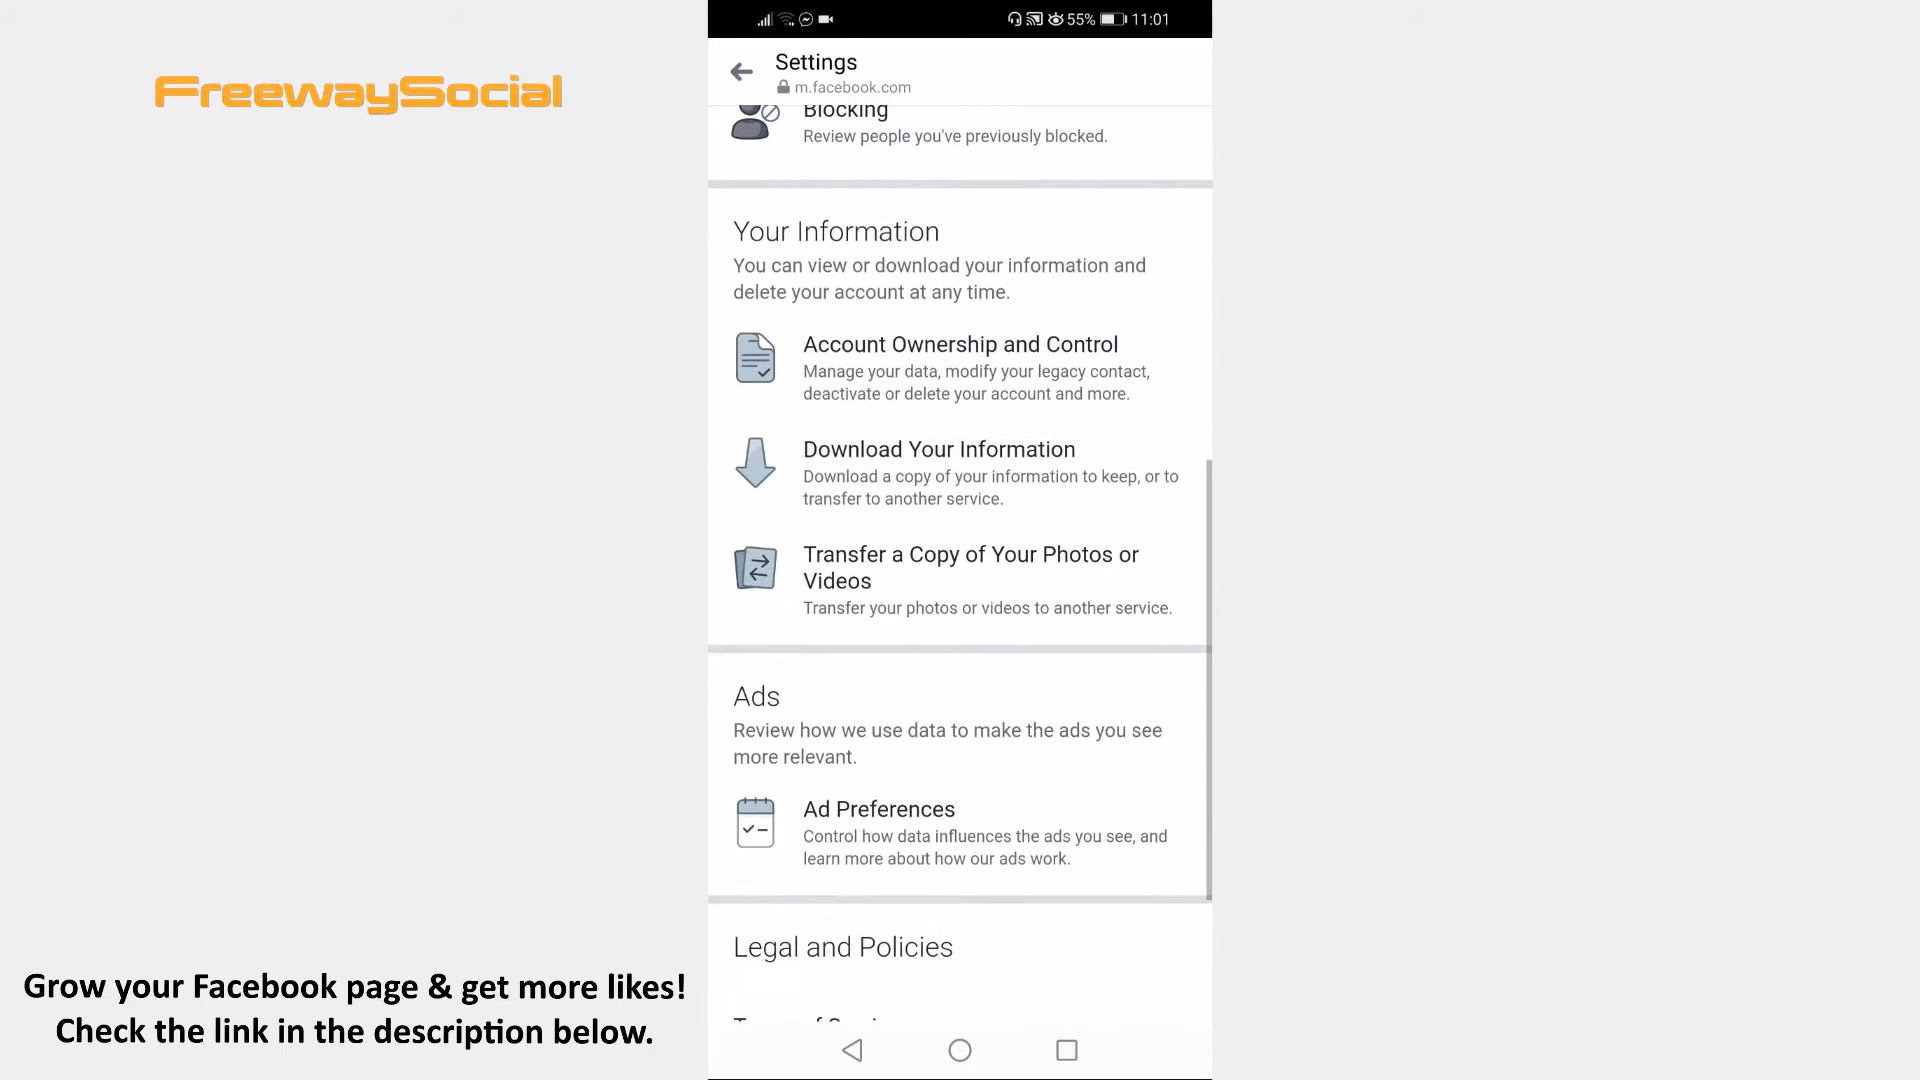 55% 11:01
FreewaySocial
Settings
m.facebook.com
Blocking
Review people you've previously blocked.
Your Information
You can view or download your information and
delete your account at any time.
Account Ownership and Control
Manage your data, modify your legacy contact,
deactivate or delete your account and more.
Download Your Information
Download a copy of your information to keep, or to
transfer to another service.
Transfer a Copy of Your Photos or
Videos
Transfer your photos or videos to another service.
Ads
Review how we use data to make the ads you see
more relevant.
Ad Preferences
Control how data influences the ads you see, and
learn more about how our ads work.
Legal and Policies
Grow your Facebook page & get more likes!
Check the link in the description below.